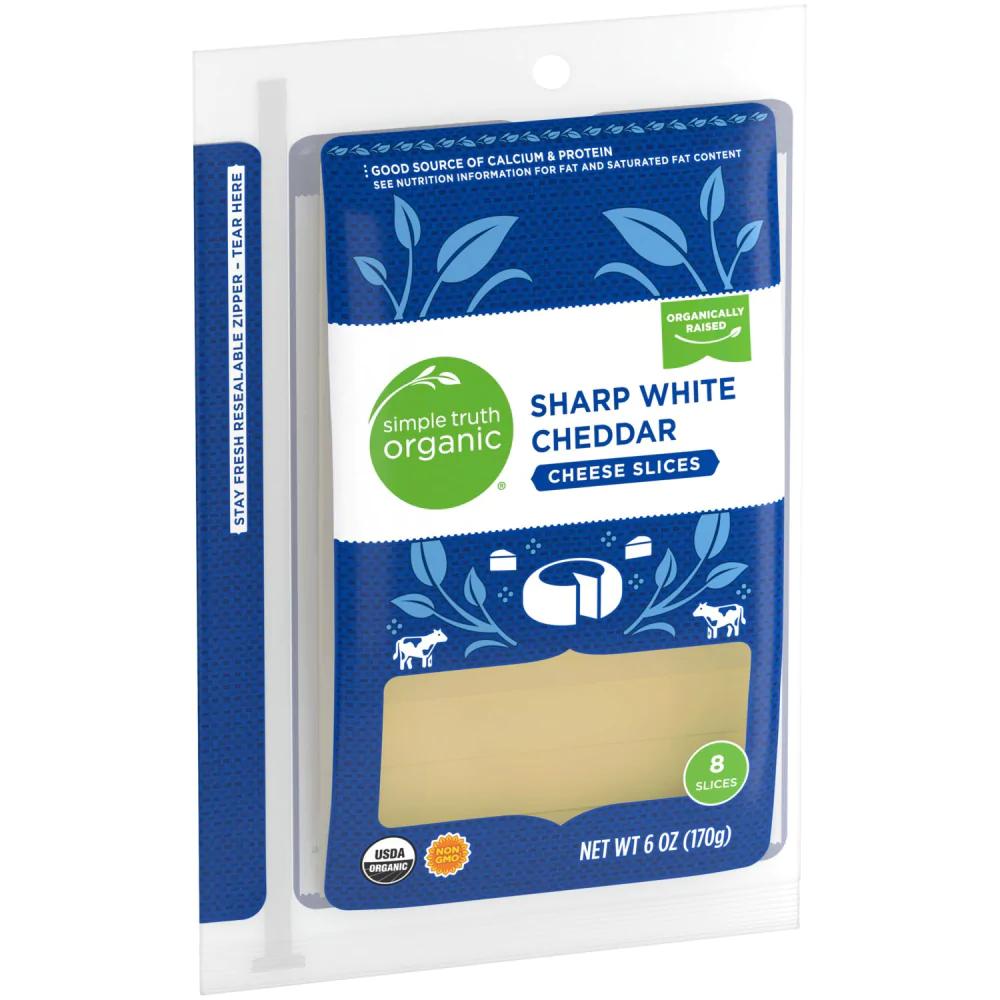 GOOD SOURCE OF CALCIUM & PROTEIN
SEE NUTRITION INFORMATION FOR FAT AND SATURATED FAT CONTENT
STAY FRESH RESEALABLE ZIPPER - TEAR HERE
ORGANICALLY
RAISED
simple truth
organic
®
SHARP WHITE
CHEDDAR
CHEESE SLICES
8
SLICES
USDA
ORGANIC
NON
GMO
NET WT 6 OZ (170g)